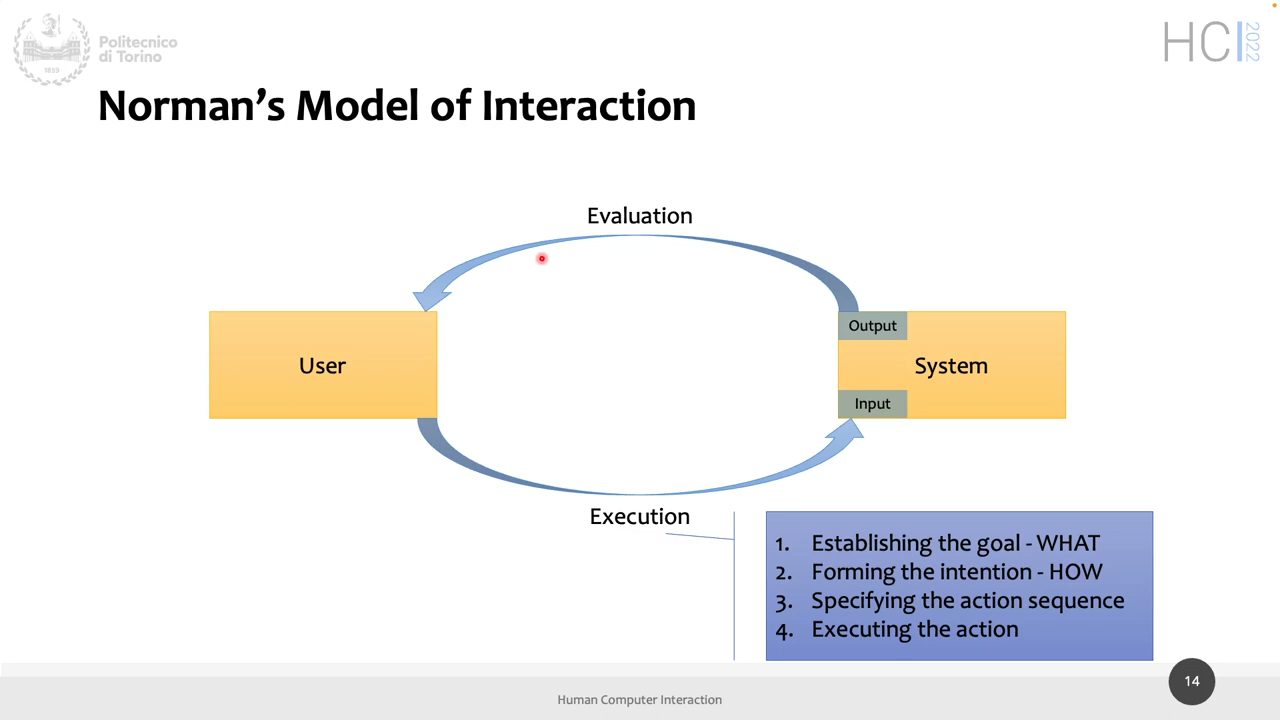 Politecnico
di Torino
1859
HCI 2022
Norman's Model of Interaction
Evaluation
User
Output
System
Input
Execution
1. Establishing the goal - WHAT
2. Forming the intention - HOW
3. Specifying the action sequence
4. Executing the action
14
Human Computer Interaction